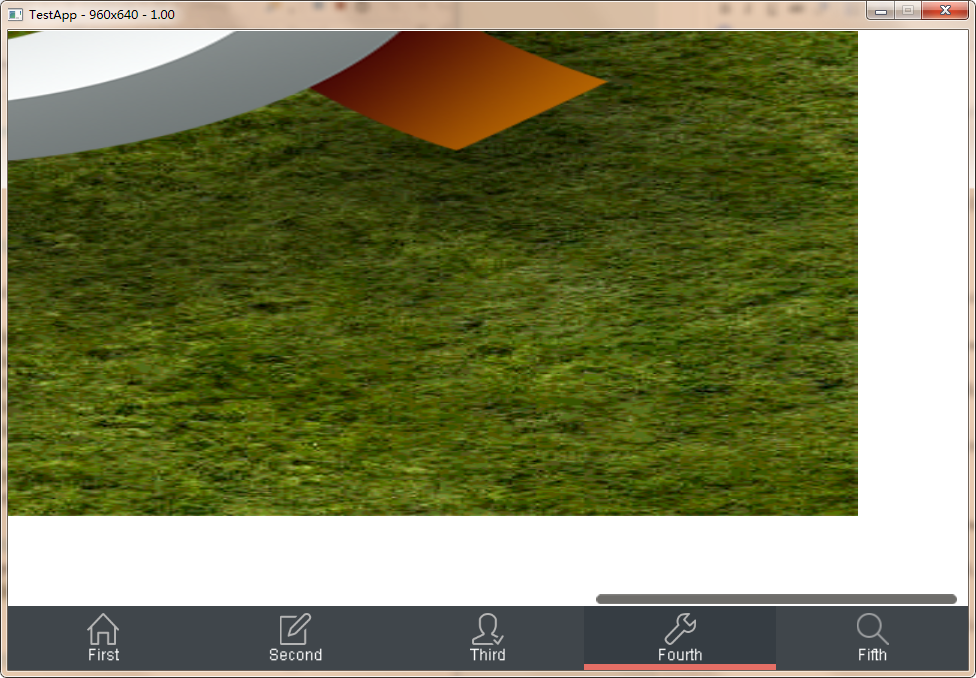 TestApp - 960x640 - 1.00
First
Second
Third
Fourth
Fifth